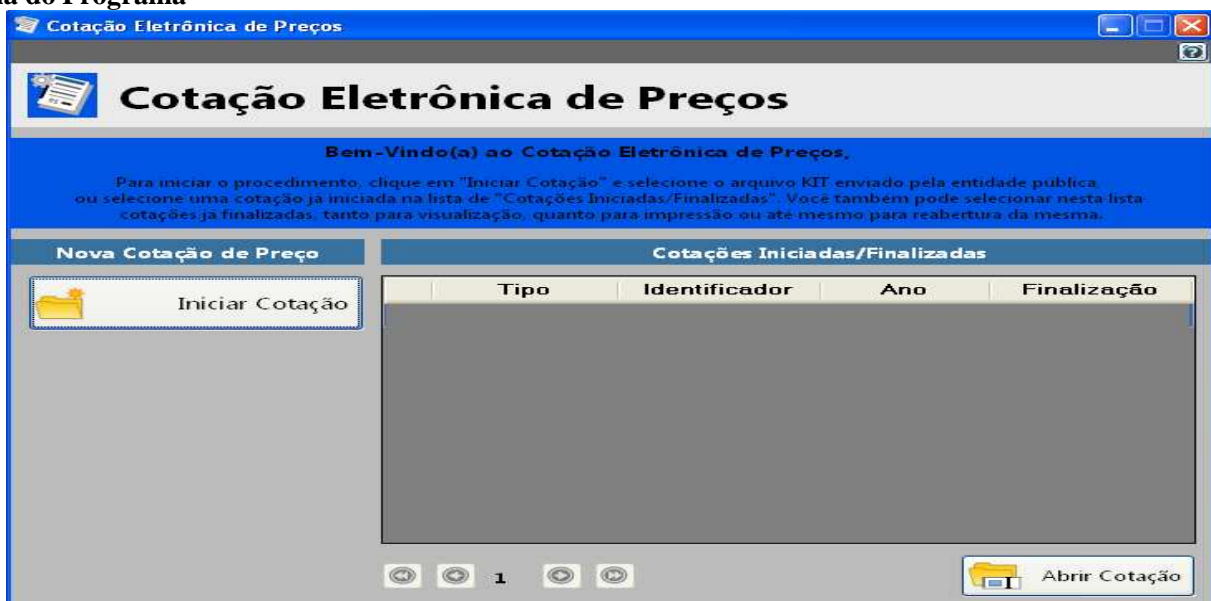 do Programa
Cotação Eletrônica de Preços
Cotação Eletrônica de Preços
Bem-Vindo(a) ao Cotação Eletrônica de Preços,
Para iniciar o procedimento, clique em "Iniciar Cotação" e selecione o arquivo KIT enviado pela entidade pública
ou selecione uma cotação já iniciada na lista de "Cotações Iniciadas/Finalizadas". Você também pode selecionar nesta lista
cotações já finalizadas, tanto para visualização, quanto para impressão ou até mesmo para reabertura da mesma.
Nova Cotação de Preço
Cotações Iniciadas/Finalizadas
Iniciar Cotação
Tipo Identificador Ano Finalização
1
Abrir Cotação